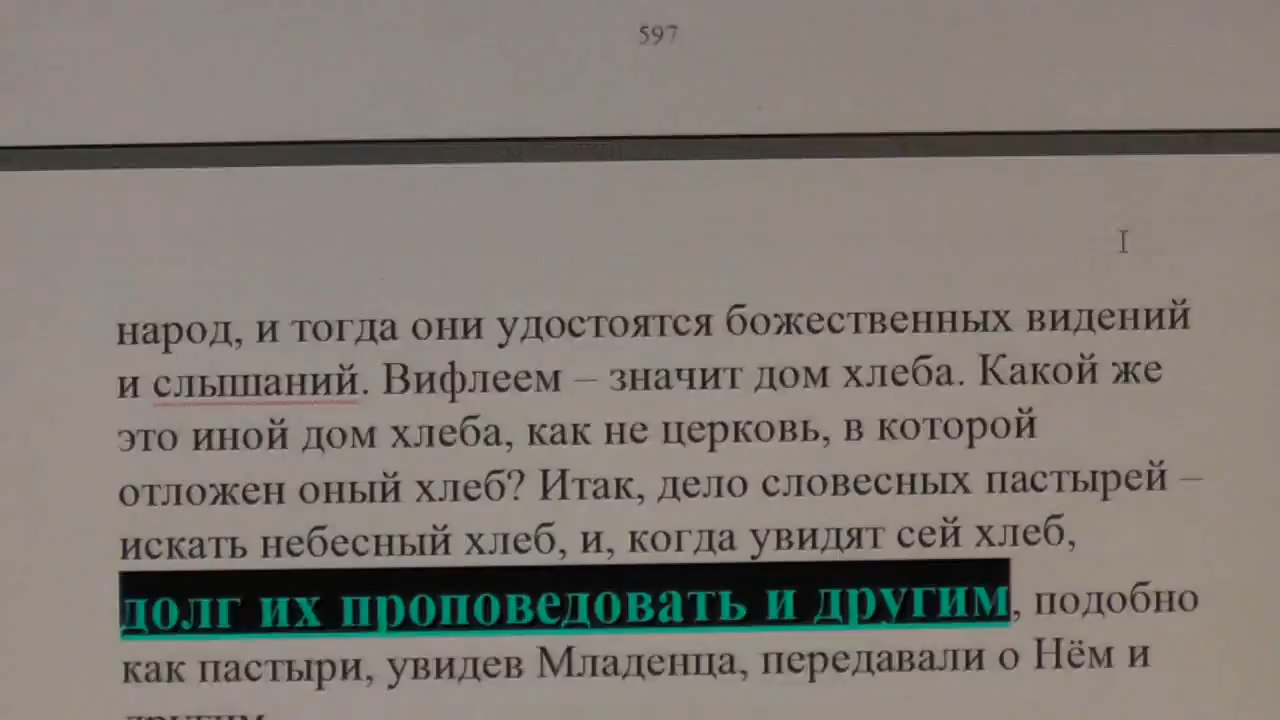 597
народ, и тогда они удостоятся божественных видений
и слышаний. Вифлеем – значит дом хлеба. Какой же
это иной дом хлеба, как не церковь, в которой
отложен оный хлеб? Итак, дело словесных пастырей –
искать небесный хлеб, и, когда увидят сей хлеб,
долг их проповедовать и другим, подобно
как пастыри, увидев Младенца, передавали о Нём и